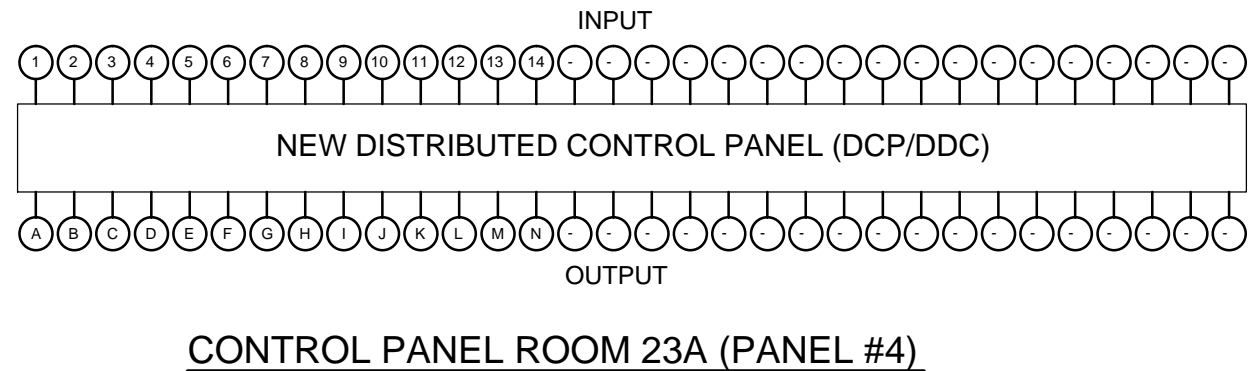 INPUT
1 2 3 4 5 6 7 8 9 10 11 12 13 14 - - - - - - - - - - - - - - - - - -
NEW DISTRIBUTED CONTROL PANEL (DCP/DDC)
A B C D E F G H I J K L M N - - - - - - - - - - - - - - - - - -
OUTPUT
CONTROL PANEL ROOM 23A (PANEL #4)